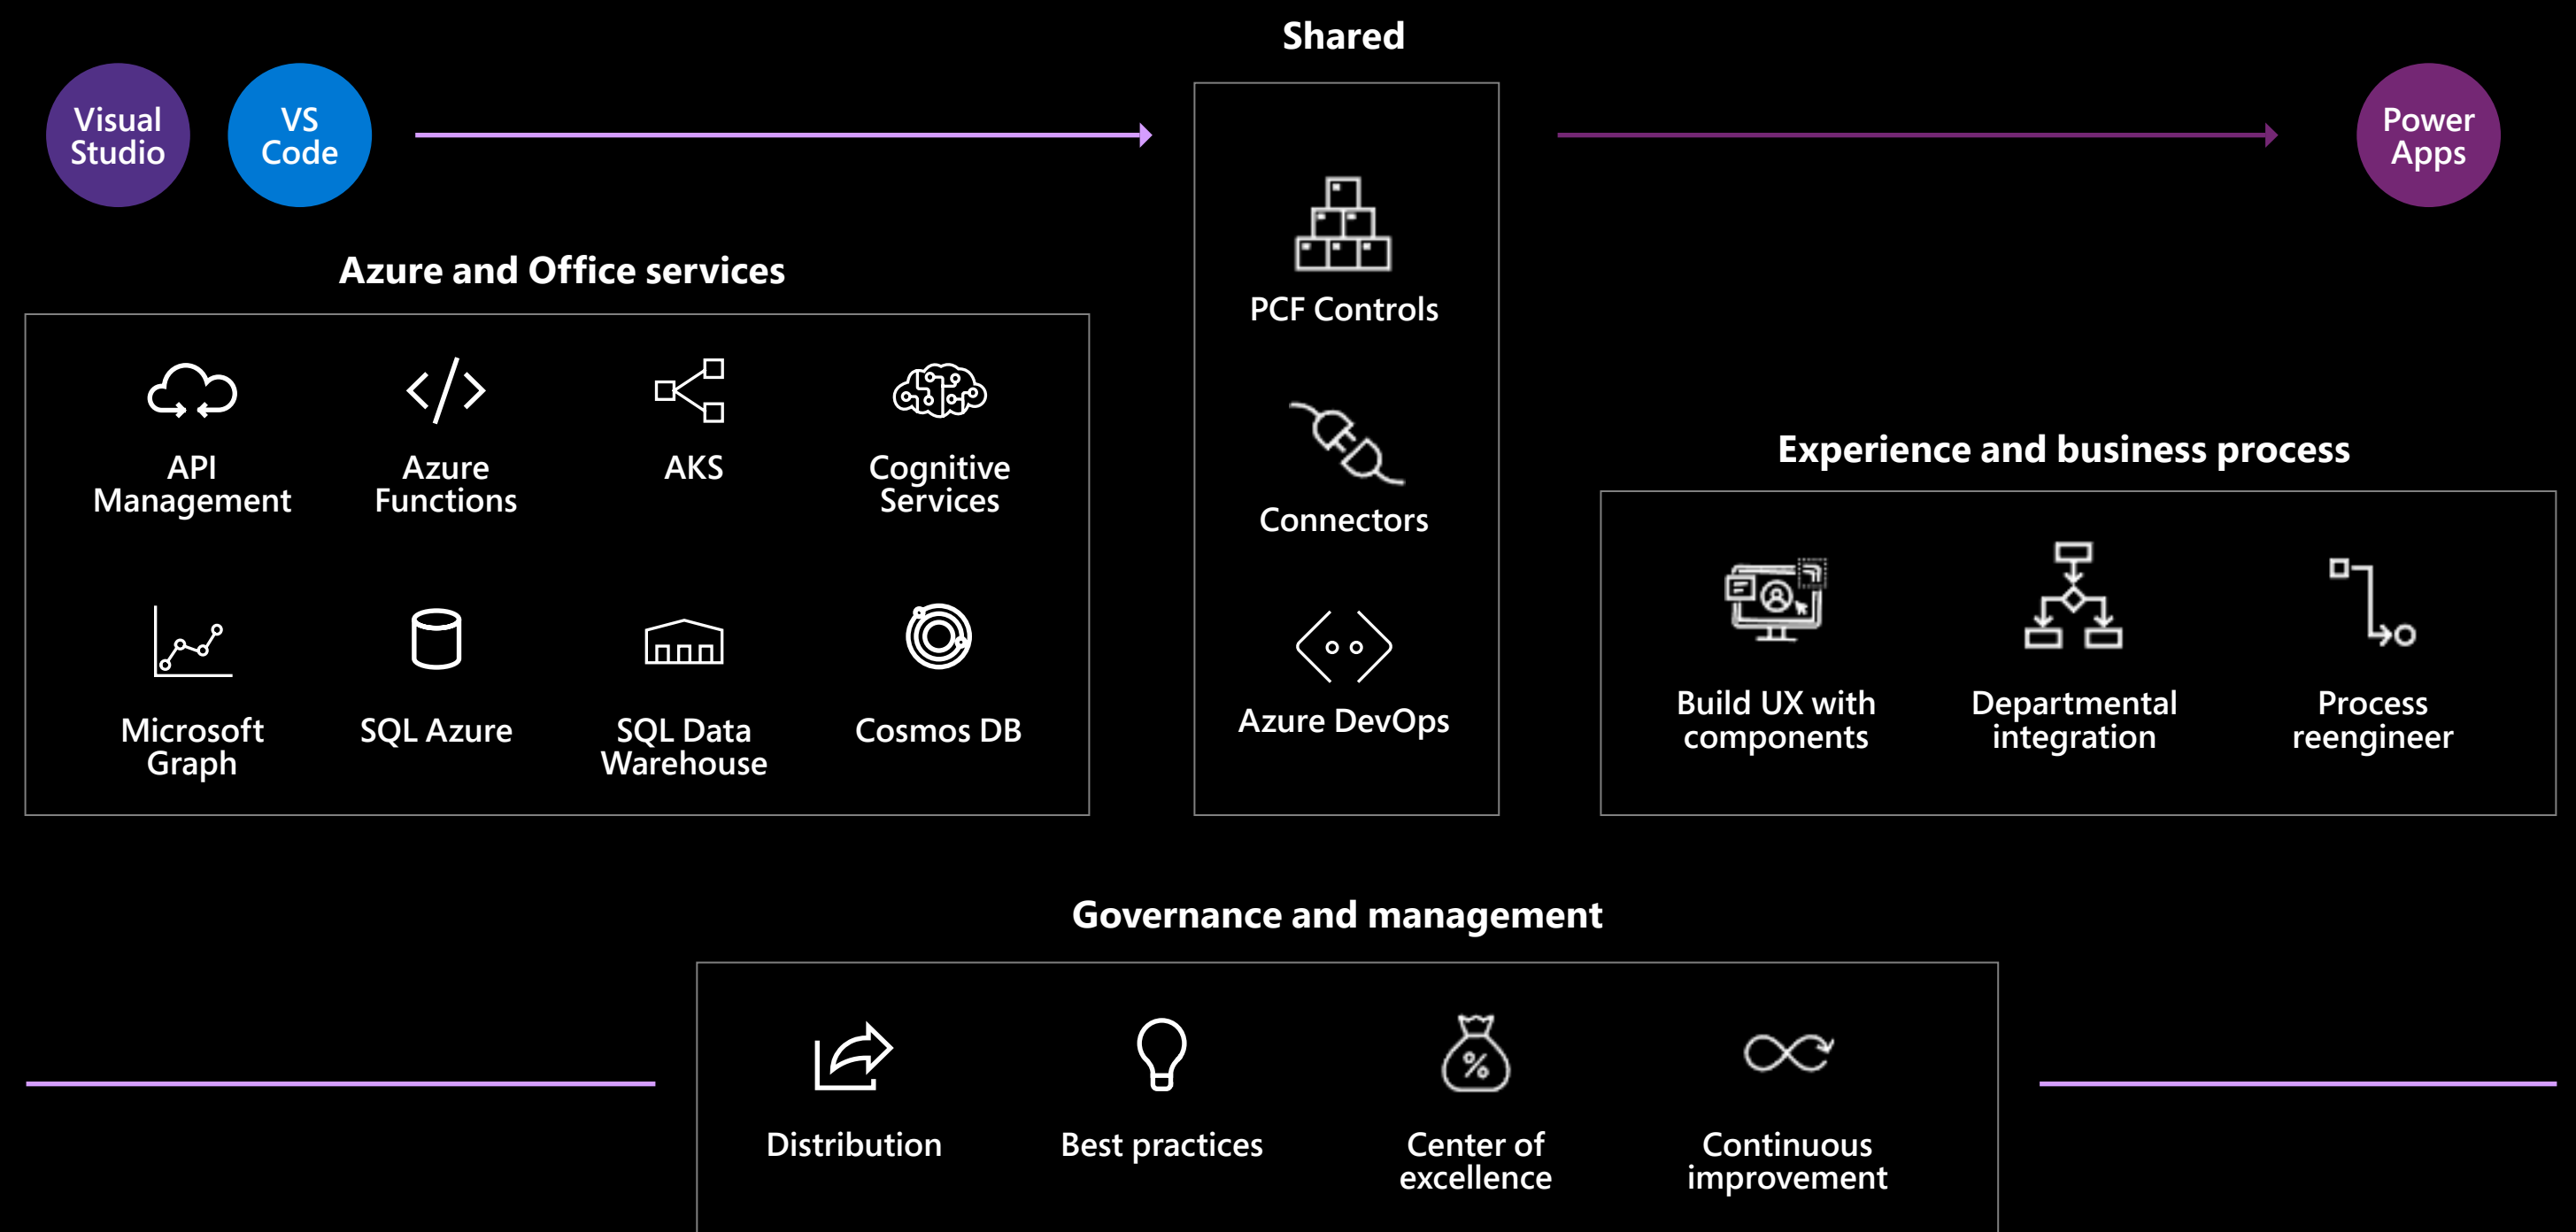 Shared
Visual
Studio
VS
Code
Power
Apps
Azure and Office services
API
Management
Azure
Functions
AKS
Cognitive
Services
Microsoft
Graph
SQL Azure
SQL Data
Warehouse
Cosmos DB
PCF Controls
Connectors
Azure DevOps
Experience and business process
Build UX with
components
Departmental
integration
Process
reengineer
Governance and management
%
Distribution
Best practices
Center of
excellence
Continuous
improvement